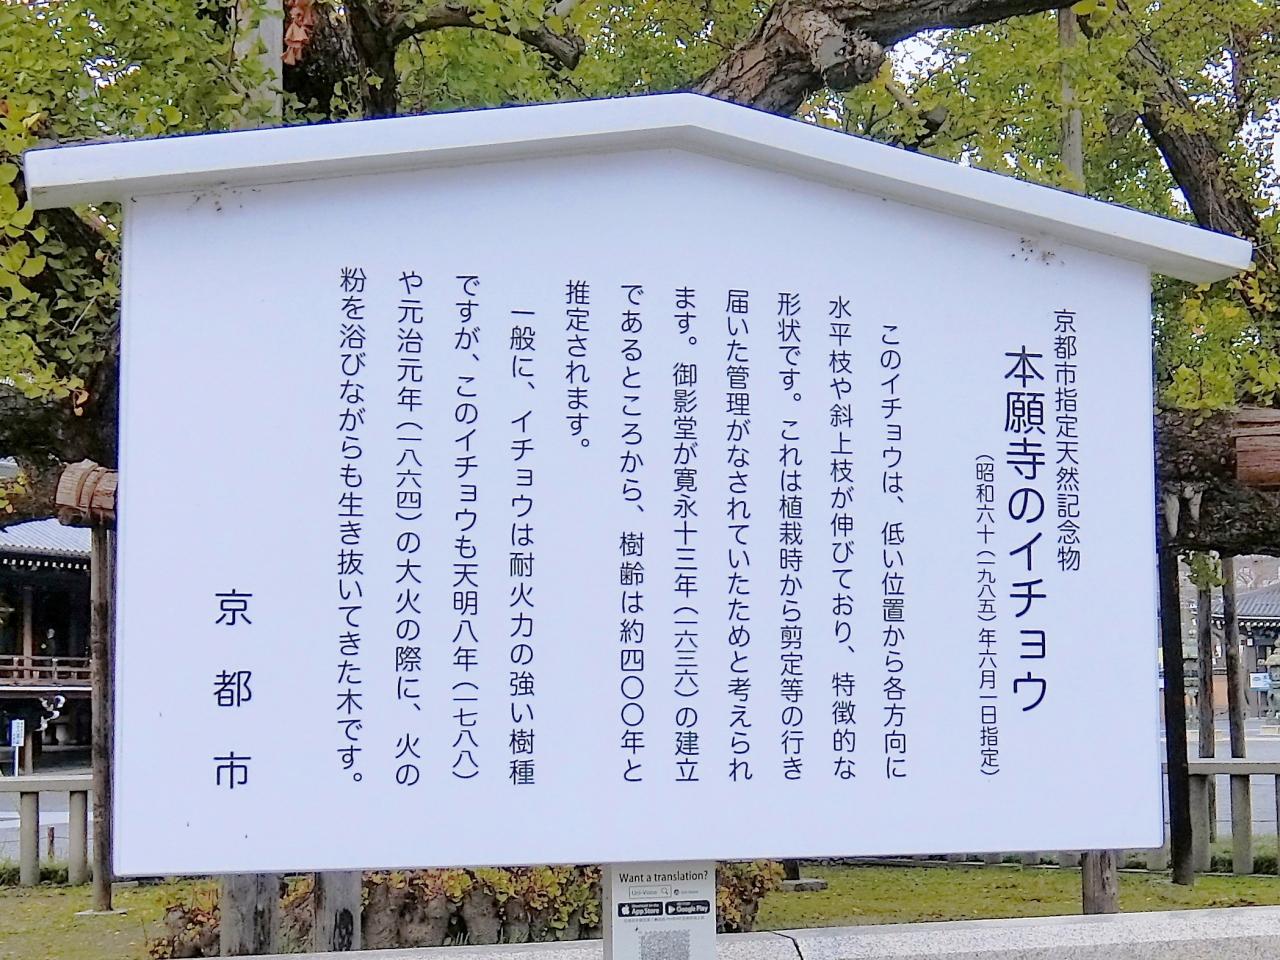 京都市指定天然記念物
本願寺のイチョウ
（昭和六十（一九八五）年六月一日指定）
このイチョウは、低い位置から各方向に
水平枝や斜上枝が伸びており、特徴的な
形状です。これは植栽時から剪定等の行き
届いた管理がなされていたためと考えられ
ます。御影堂が寛永十三年（一六三六）の建立
であるところから、樹齢は約四〇〇年と
推定されます。
一般に、イチョウは耐火力の強い樹種
ですが、このイチョウも天明八年（一七八八）
や元治元年（一八六四）の大火の際に、火の
粉を浴びながらも生き抜いてきた木です。
京都市
Want a translation?
Uni-Voice
App Store
Google Play